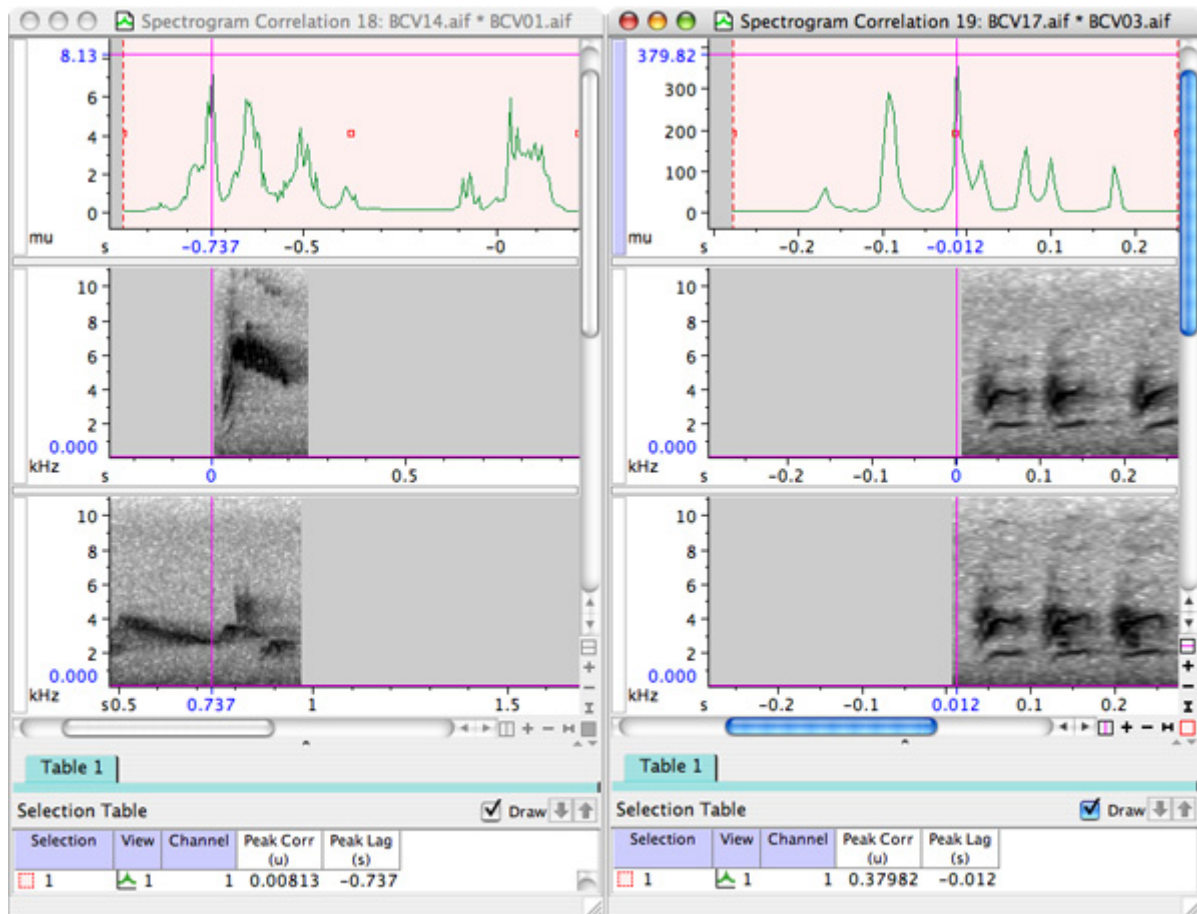 Spectrogram Correlation 18: BCV14.aif * BCV01.aif
8.13
6
4
2
0
mu
s
-0.737
-0.5
-0
10
8
6
4
2
0.000
kHz
s
0
0.5
10
8
6
4
2
0.000
kHz
s0.5
0.737
1
1.5
Table 1
Selection Table
Draw
Selection View Channel Peak Corr (u) Peak Lag (s)
1 1 1 0.00813 -0.737
Spectrogram Correlation 19: BCV17.aif * BCV03.aif
379.82
300
200
100
0
mu
s
-0.2
-0.1
-0.012
0.1
0.2
10
8
6
4
2
0.000
kHz
s
-0.2
-0.1
0
0.1
0.2
10
8
6
4
2
0.000
kHz
s
-0.2
-0.1
0.012
0.1
0.2
Table 1
Selection Table
Draw
Selection View Channel Peak Corr (u) Peak Lag (s)
1 1 1 0.37982 -0.012